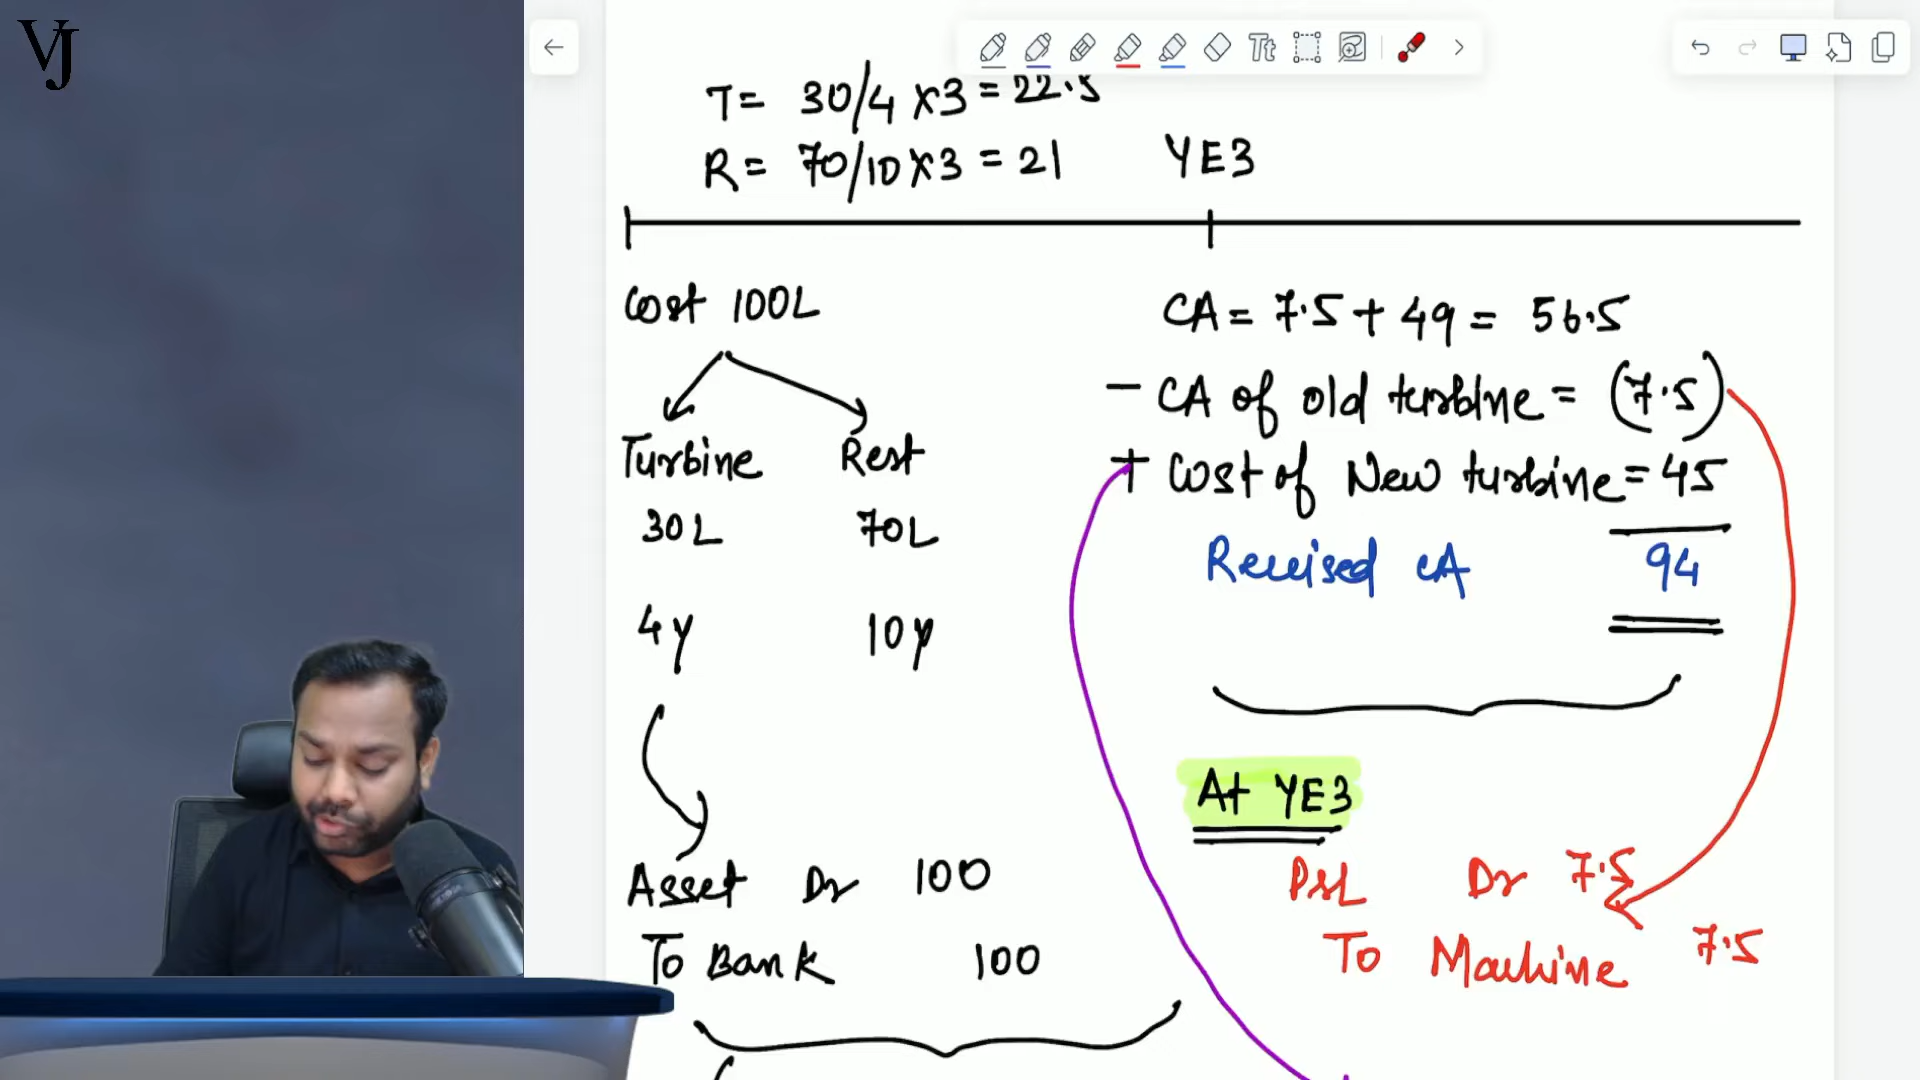 VJ
Tt
T = 30/4 x3 = 22.5
R = 70/10 x3 = 21
YE3
Cost 100L
Turbine Rest
30L 70L
4y 10y
Asset Dr 100
To Bank 100
CA = 7.5 + 49 = 56.5
- CA of old turbine = (7.5)
+ Cost of New turbine = 45
Revised CA 94
At YE3
P&L Dr 7.5
To Machine 7.5